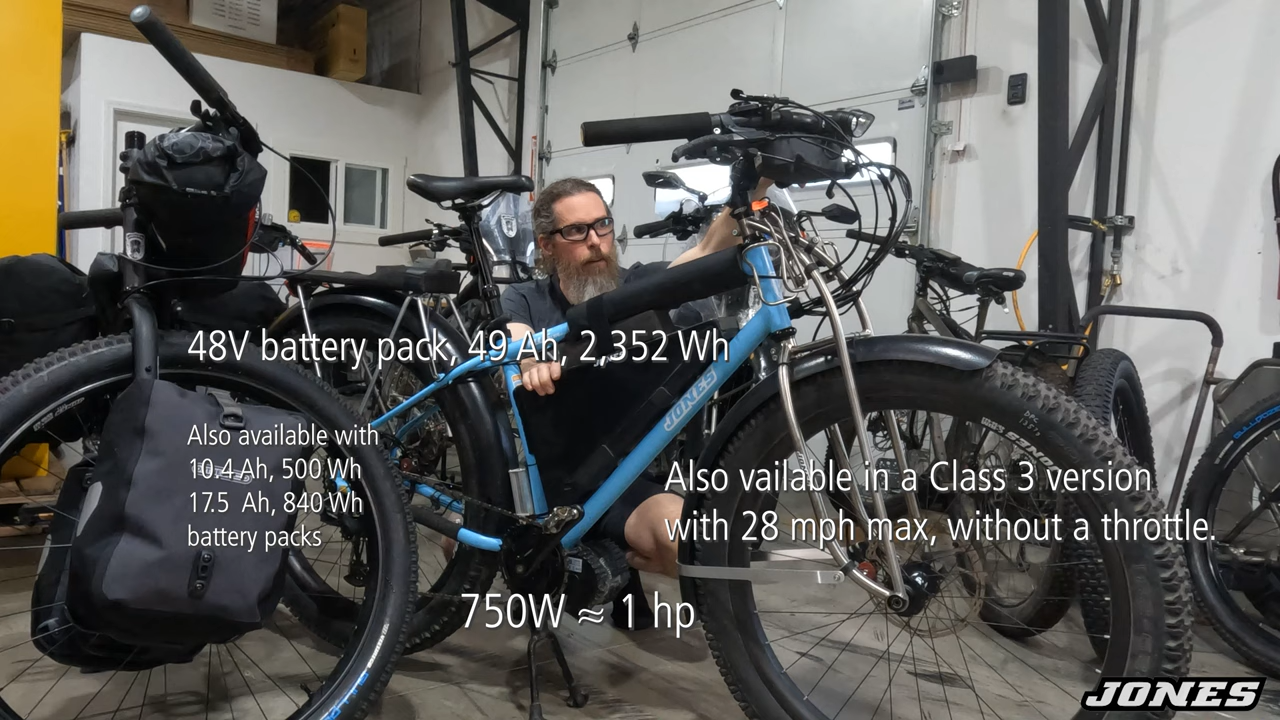 48V battery pack, 49 Ah, 2,352 Wh
Also available with
10.4 Ah, 500 Wh
17.5 Ah, 840 Wh
battery packs
JONES
Also vailable in a Class 3 version
with 28 mph max, without a throttle.
750W ≈ 1 hp
JONES